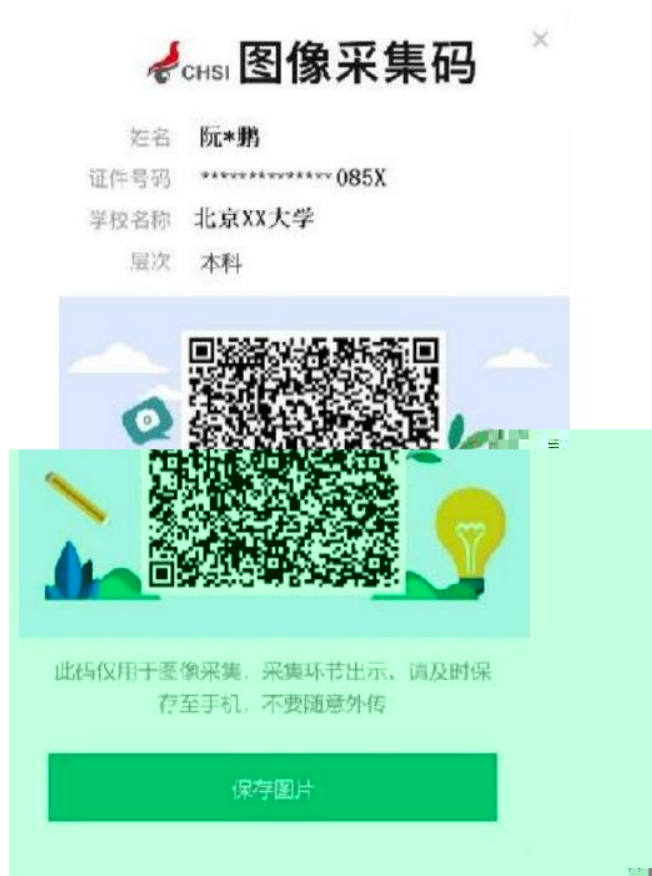 CHSI 图像采集码
姓名 阮*鹏
证件号码 **************085X
学校名称 北京XX大学
层次 本科
此码仅用于图像采集，采集环节出示，请及时保
存至手机，不要随意外传
保存图片